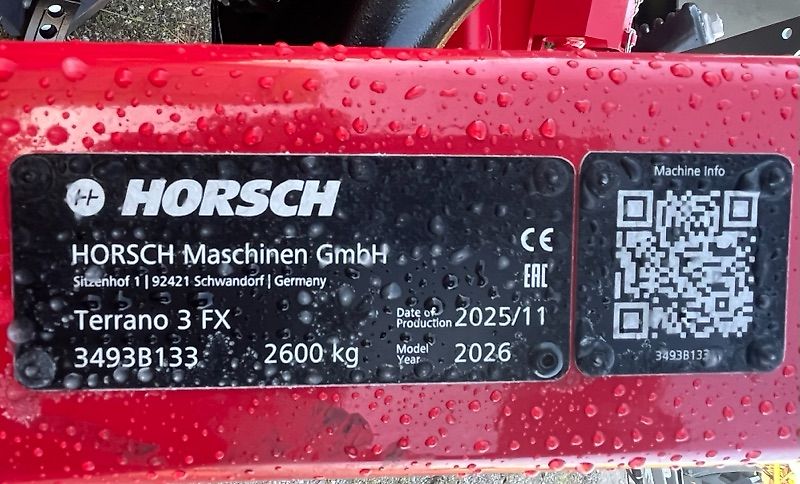 HORSCH
HORSCH Maschinen GmbH
Sitzenhof 1 | 92421 Schwandorf | Germany
Terrano 3 FX
Date of Production 2025/11
3493B133 2600 kg
Model Year 2026
CE
EAC
Machine Info
3493B133